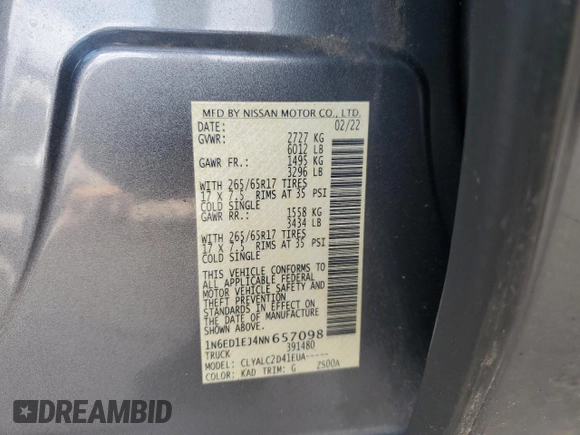 MFD BY NISSAN MOTOR CO., LTD.
DATE: 02/22
GVWR: 2727 KG
6012 LB
GAWR FR.: 1495 KG
3296 LB
WITH 265/65R17 TIRES
17 X 7.5 RIMS AT 35 PSI
COLD SINGLE
GAWR RR.: 1558 KG
3434 LB
WITH 265/65R17 TIRES
17 X 7.5 RIMS AT 35 PSI
COLD SINGLE
THIS VEHICLE CONFORMS TO
ALL APPLICABLE FEDERAL
MOTOR VEHICLE SAFETY AND
THEFT PREVENTION
STANDARDS IN EFFECT ON
THE DATE OF MANUFACTURE
1N6ED1EJ4NN657098
TRUCK 391480
MODEL: CLYALC2D41EUA-----
COLOR: KAD TRIM: G 2500A
DREAMBID